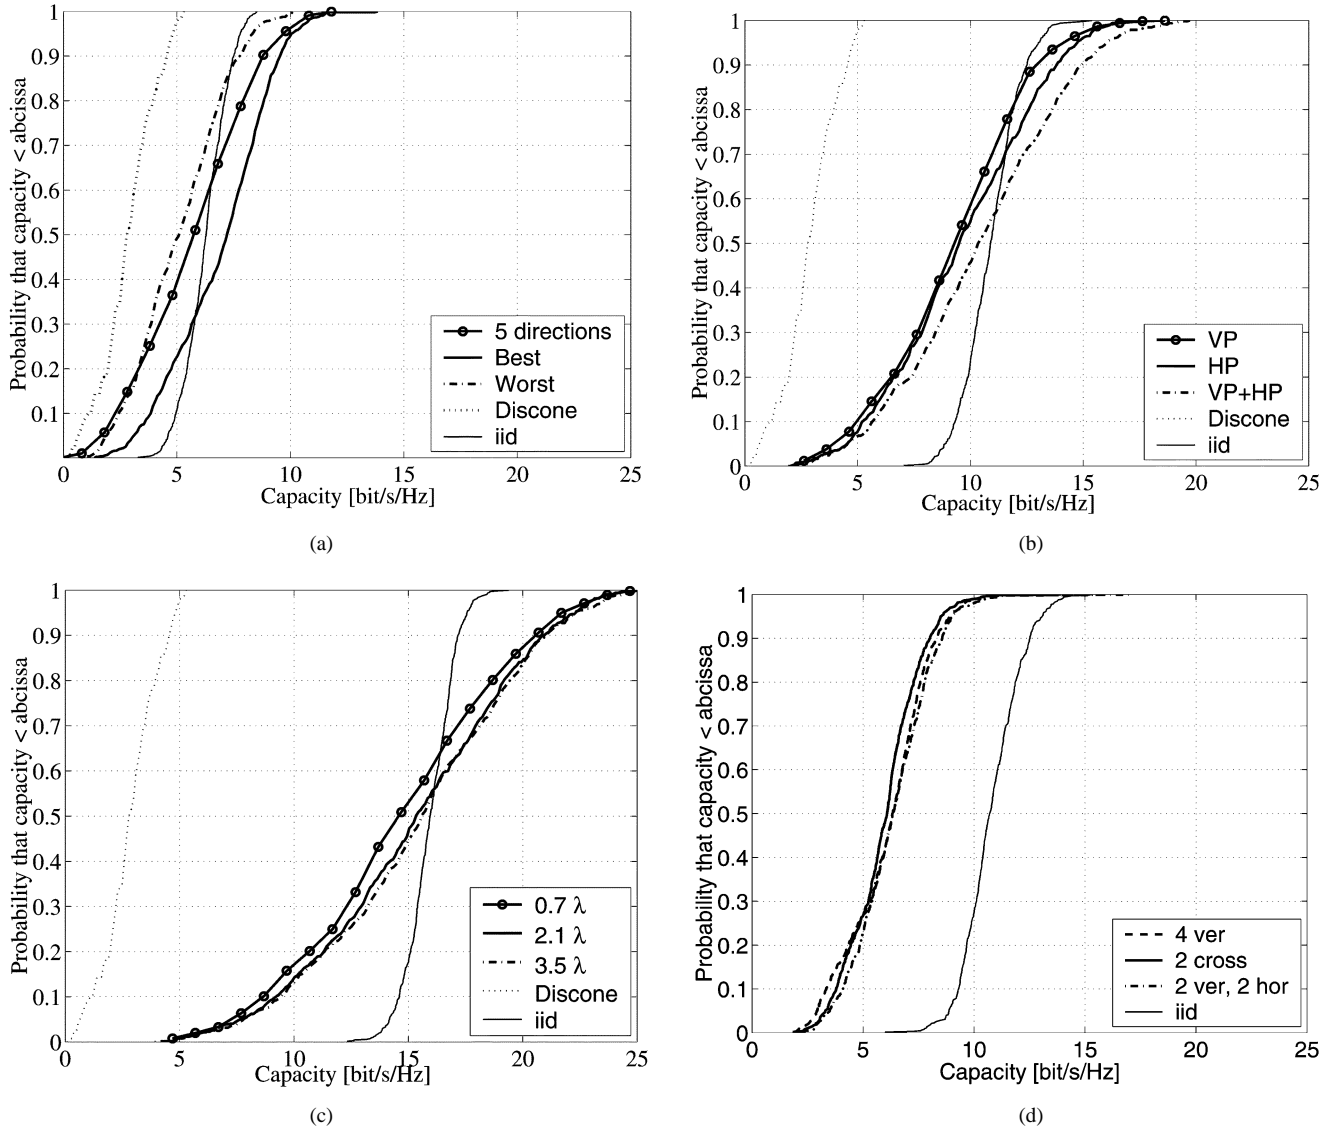 1
0.9
0.8
0.7
0.6
0.5
0.4
0.3
0.2
0.1
0
5
10
15
20
25
Probability that capacity < abcissa
Capacity [bit/s/Hz]
5 directions
Best
Worst
Discone
iid
(a)
1
0.9
0.8
0.7
0.6
0.5
0.4
0.3
0.2
0.1
0
0
5
10
15
20
25
Probability that capacity < abcissa
Capacity [bit/s/Hz]
VP
HP
VP+HP
Discone
iid
(b)
1
0.9
0.8
0.7
0.6
0.5
0.4
0.3
0.2
0.1
0
0
5
10
15
20
25
Probability that capacity < abcissa
Capacity [bit/s/Hz]
0.7 λ
2.1 λ
3.5 λ
Discone
iid
(c)
1
0.9
0.8
0.7
0.6
0.5
0.4
0.3
0.2
0.1
0
0
5
10
15
20
25
Probability that capacity < abcissa
Capacity [bit/s/Hz]
4 ver
2 cross
2 ver, 2 hor
iid
(d)